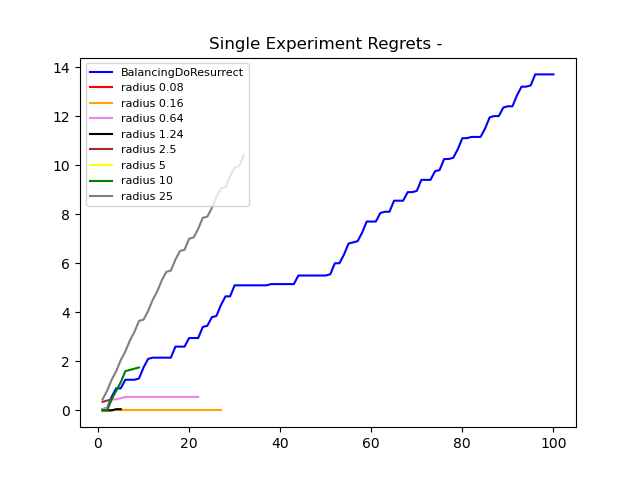 Single Experiment Regrets -
BalancingDoResurrect
radius 0.08
radius 0.16
radius 0.64
radius 1.24
radius 2.5
radius 5
radius 10
radius 25
14
12
10
8
6
4
2
0
0 20 40 60 80 100